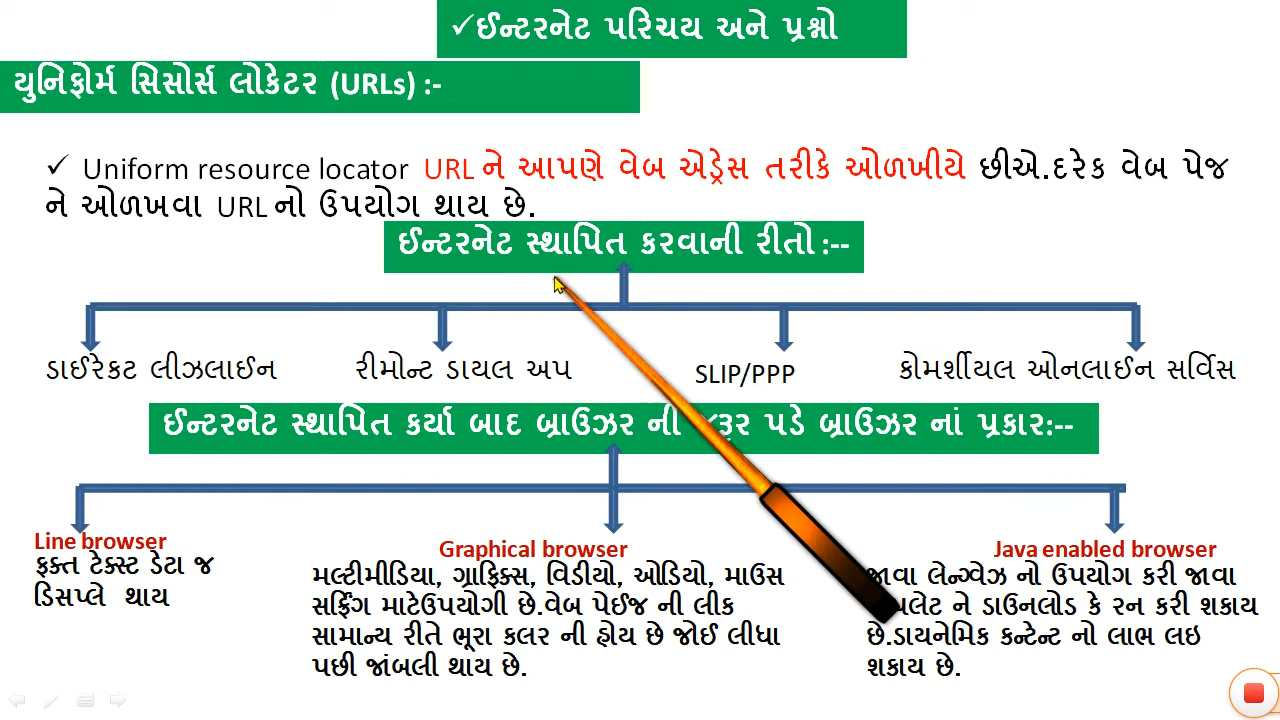 ✓ઈન્ટરનેટ પરિચય અને પ્રશ્નો
યુનિફોર્મ સિસોર્સ લોકેટર (URLs) :-
✓ Uniform resource locator URL ને આપણે વેબ એડ્રેસ તરીકે ઓળખીયે છીએ.દરેક વેબ પેજ
ને ઓળખવા URL નો ઉપયોગ થાય છે.
ઈન્ટરનેટ સ્થાપિત કરવાની રીતો :--
ડાઈરેકટ લીઝલાઈન
રીમોન્ટ ડાયલ અપ
SLIP/PPP
કોમર્શીયલ ઓનલાઈન સર્વિસ
ઈન્ટરનેટ સ્થાપિત કર્યા બાદ બ્રાઉઝર ની પડે બ્રાઉઝર નાં પ્રકાર:--
Line browser
ફક્ત ટેક્સ્ટ ડેટા જ
ડિસપ્લે થાય
Graphical browser
મલ્ટીમીડિયા, ગ્રાફિક્સ, વિડીયો, ઓડિયો, માઉસ
સર્ફિંગ માટેઉપયોગી છે.વેબ પેઈજ ની લીક
સામાન્ય રીતે ભૂરા કલર ની હોય છે જોઈ લીધા
પછી જાંબલી થાય છે.
Java enabled browser
જાવા લેન્ગ્વેઝ નો ઉપયોગ કરી જાવા
ને ડાઉનલોડ કે રન કરી શકાય
છે.ડાયનેમિક કન્ટેન્ટ નો લાભ લઇ
શકાય છે.